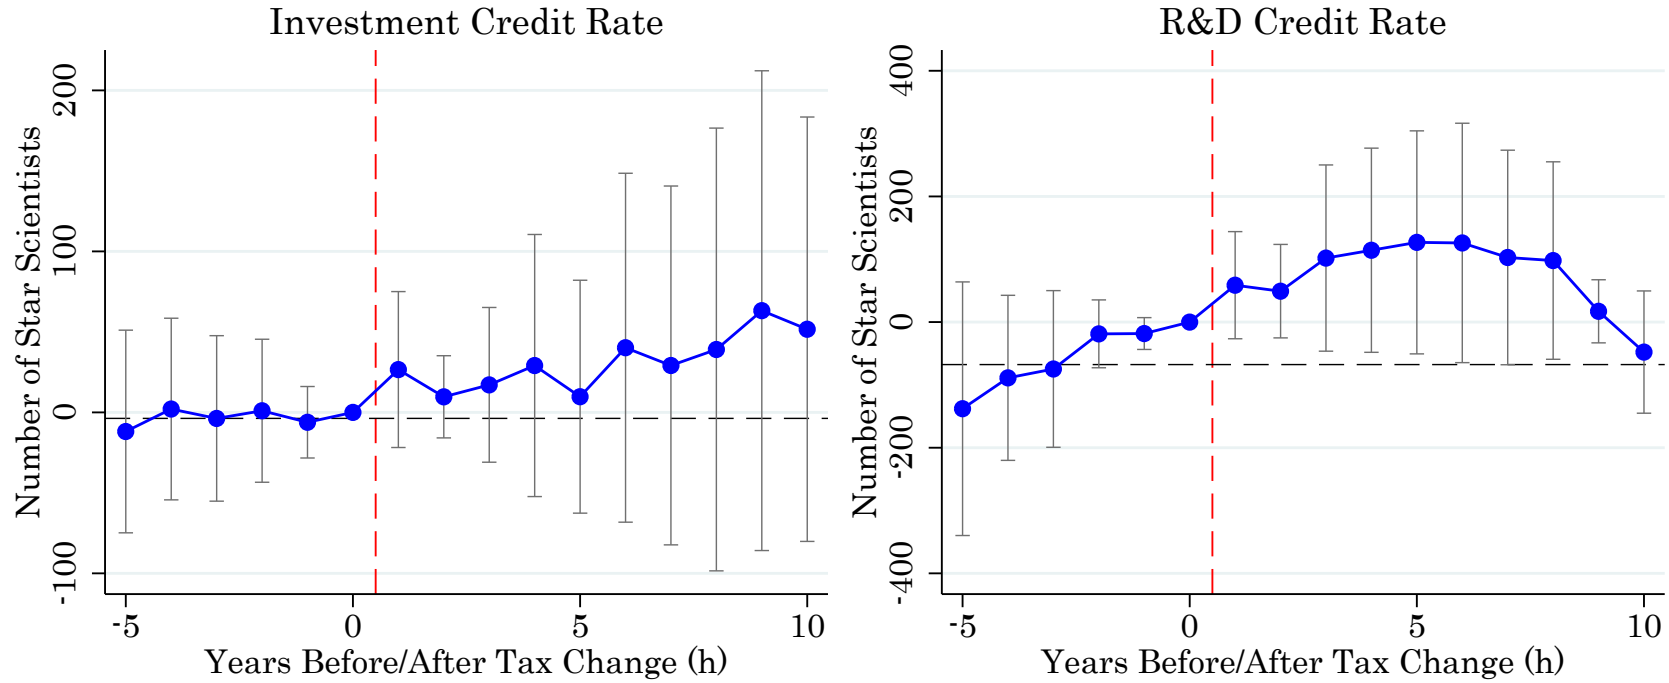 Investment Credit Rate
Number of Star Scientists
200
100
0
-100
-5
0
5
10
Years Before/After Tax Change (h)
R&D Credit Rate
Number of Star Scientists
400
200
0
-200
-400
-5
0
5
10
Years Before/After Tax Change (h)